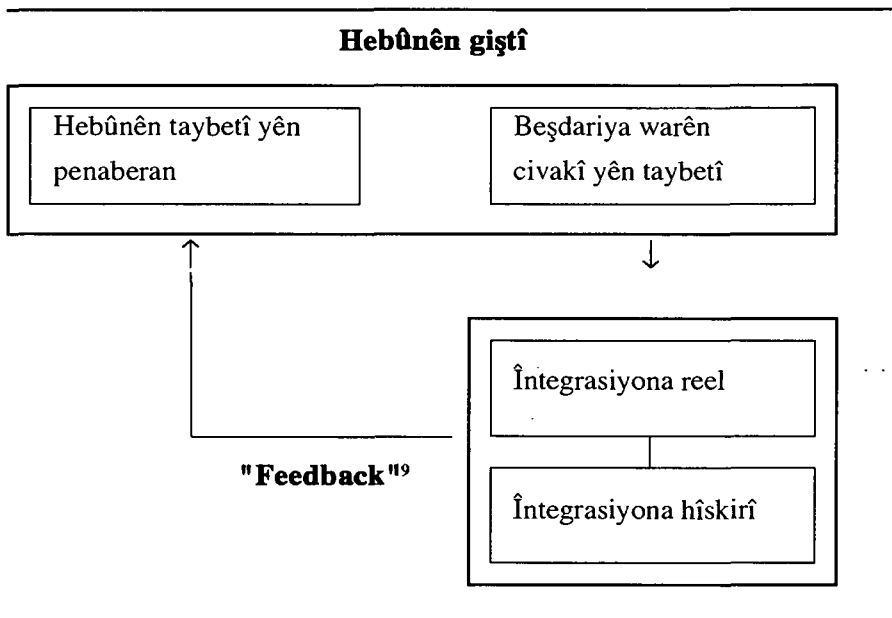 Hebûnên giştî
Hebûnên taybetî yên
penaberan
Beşdariya warên
civakî yên taybetî
Întegrasiyona reel
"Feedback"⁹
Întegrasiyona hîskirî